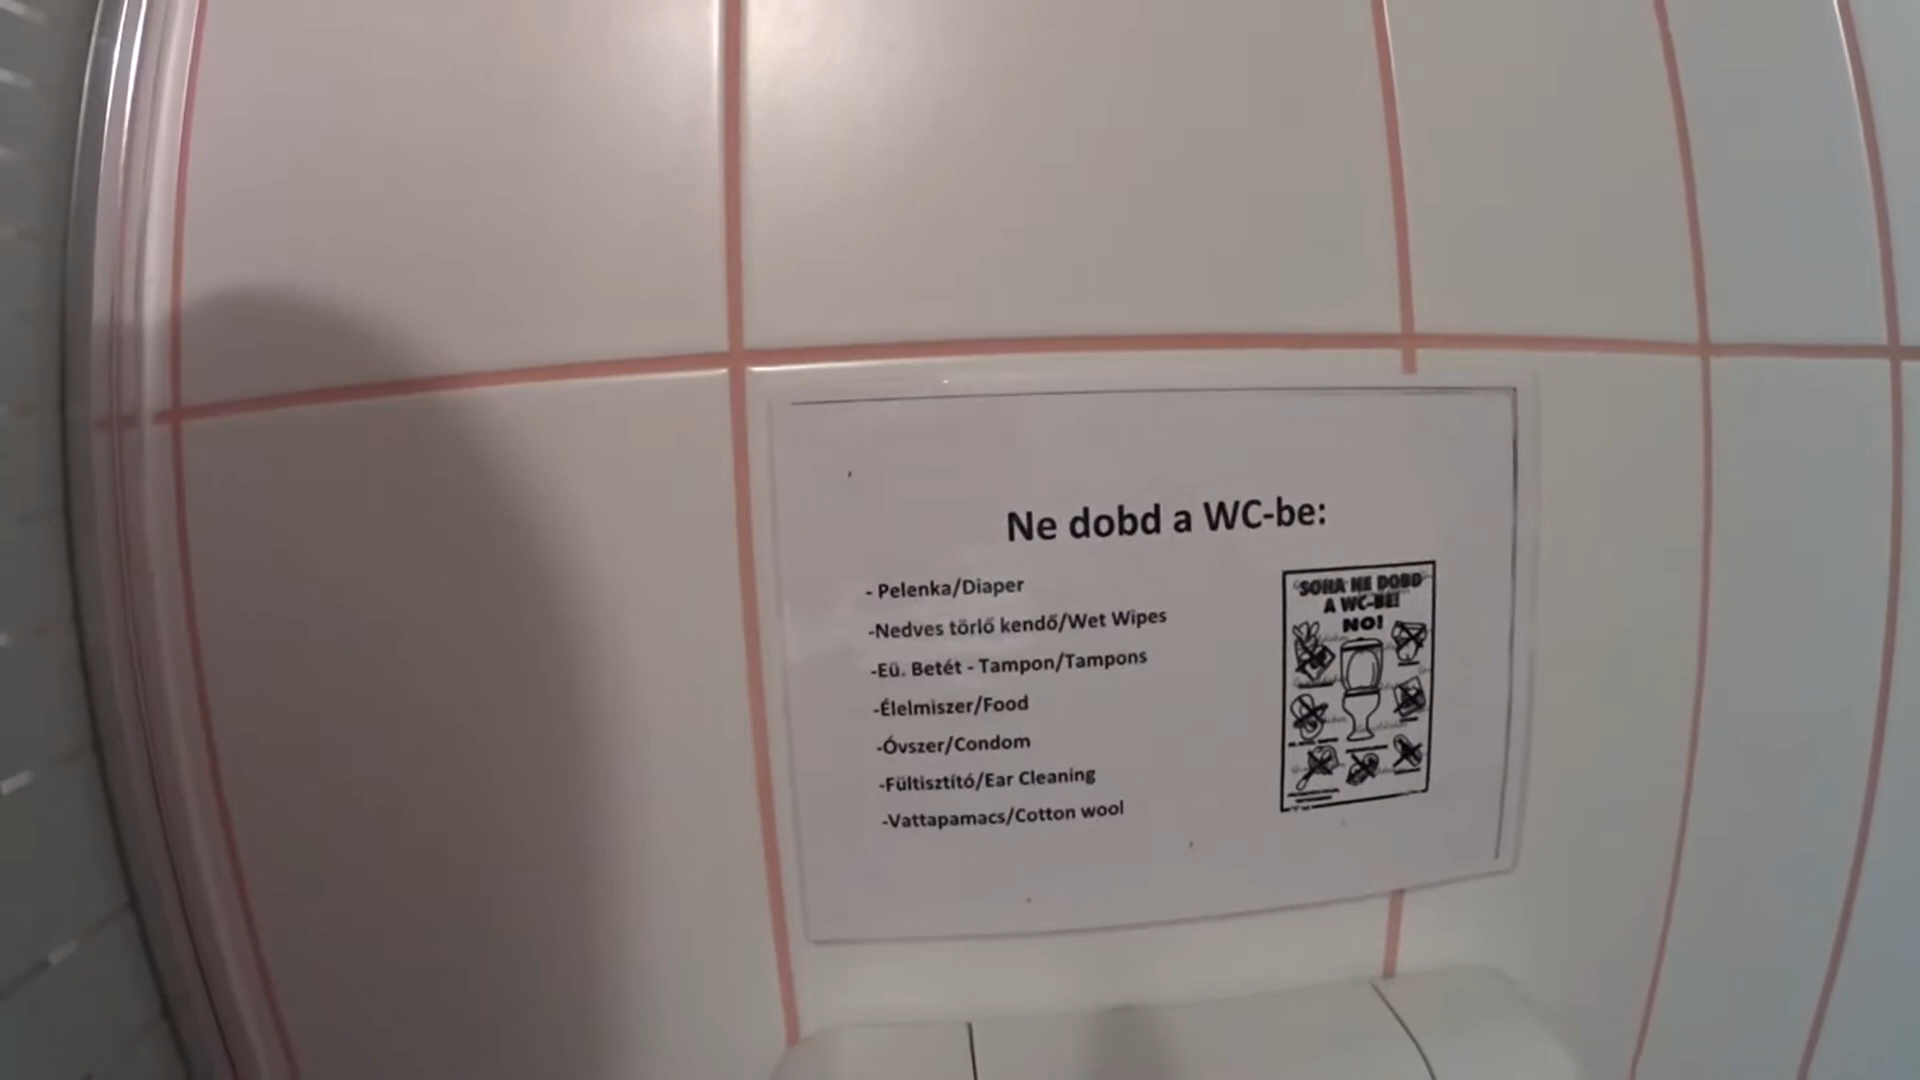 Ne dobd a WC-be:
- Pelenka/Diaper
-Nedves törlő kendő/Wet Wipes
-Eü. Betét - Tampon/Tampons
-Élelmiszer/Food
-Óvszer/Condom
-Fültisztító/Ear Cleaning
-Vattapamacs/Cotton wool
SOHA NE DOBD
A WC-BE!
NO!